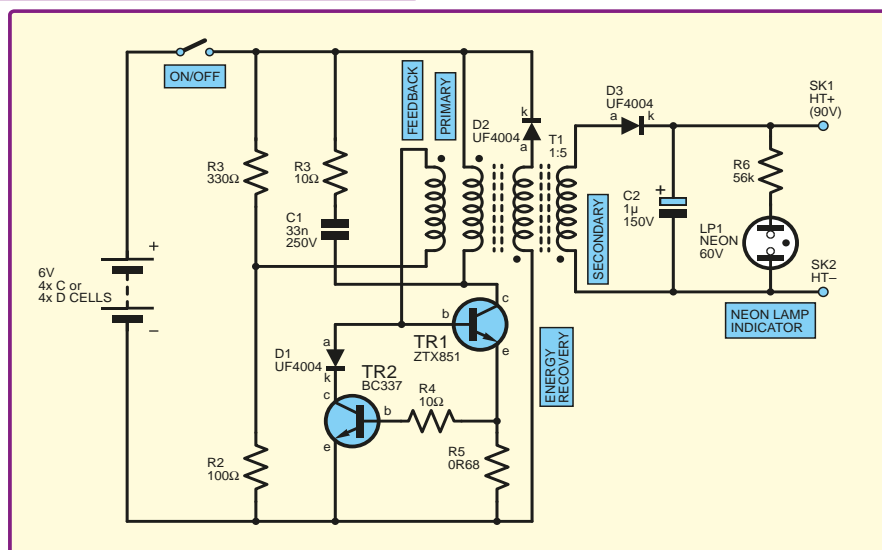 ON/OFF
FEEDBACK
PRIMARY
D2
UF4004
k
a
T1
1:5
D3
UF4004
a
k
SK1
HT+
(90V)
R3
330Ω
R3
10Ω
C1
33n
250V
R6
56k
+
C2
1µ
150V
LP1
NEON
60V
SECONDARY
SK2
HT–
NEON LAMP
INDICATOR
+
6V
4x C or
4x D CELLS
–
c
b
e
TR1
ZTX851
ENERGY
RECOVERY
a
D1
UF4004
k
c
TR2
BC337
b
e
R4
10Ω
R5
0R68
R2
100Ω